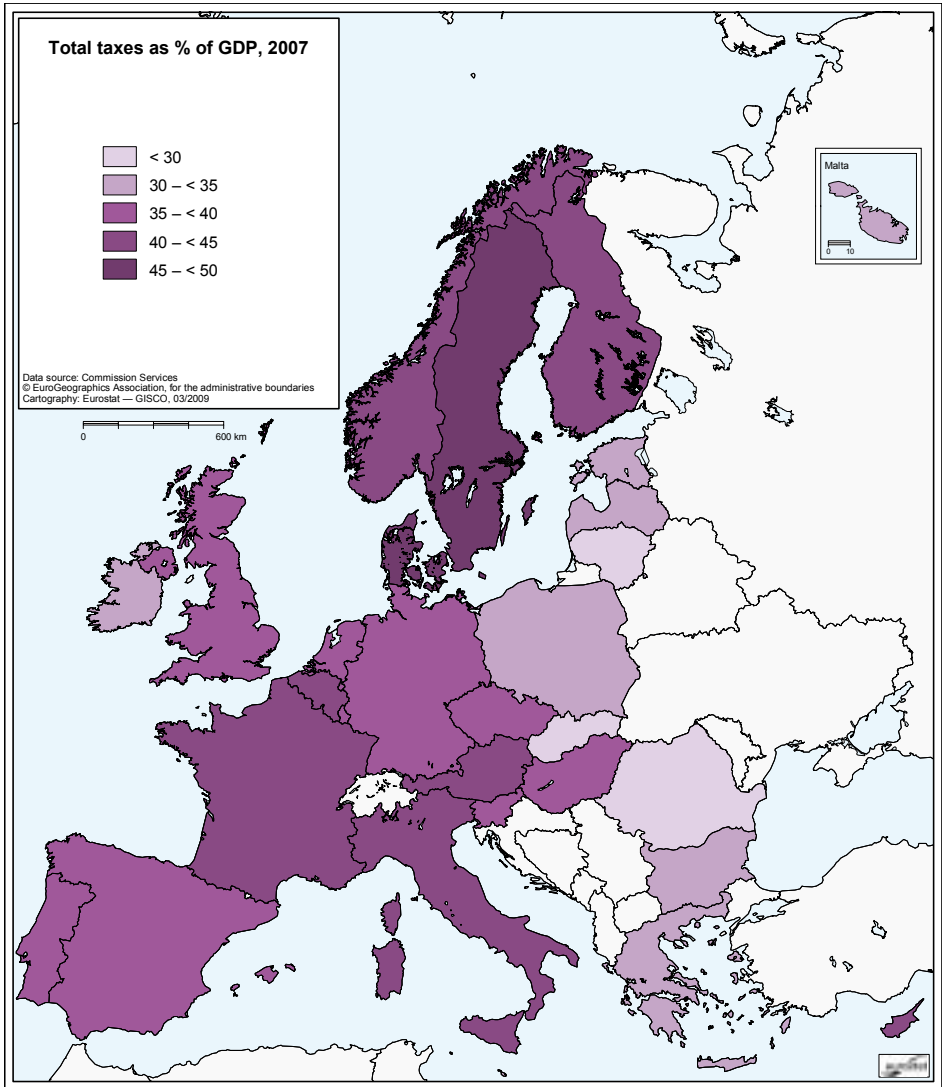 Total taxes as % of GDP, 2007
< 30
30 – < 35
35 – < 40
40 – < 45
45 – < 50
Data source: Commission Services
© EuroGeographics Association, for the administrative boundaries
Cartography: Eurostat — GISCO, 03/2009
0 600 km
Malta
0 10